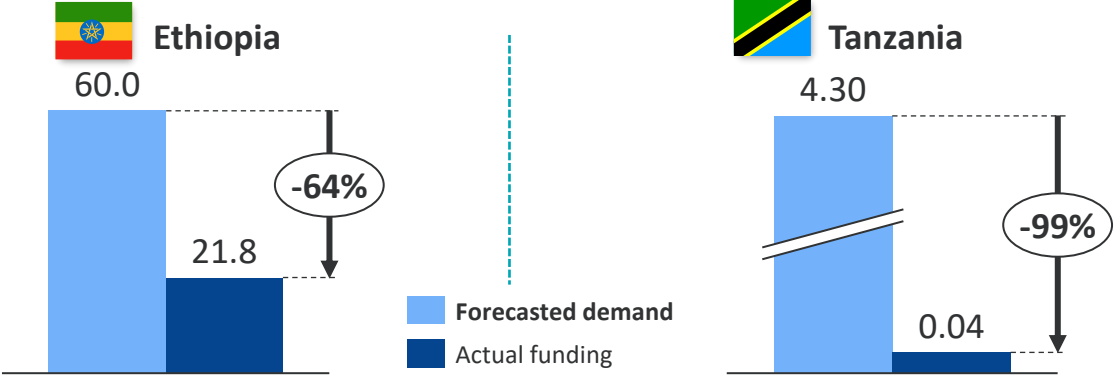 Ethiopia
60.0
-64%
21.8
Forecasted demand
Actual funding
Tanzania
4.30
-99%
0.04